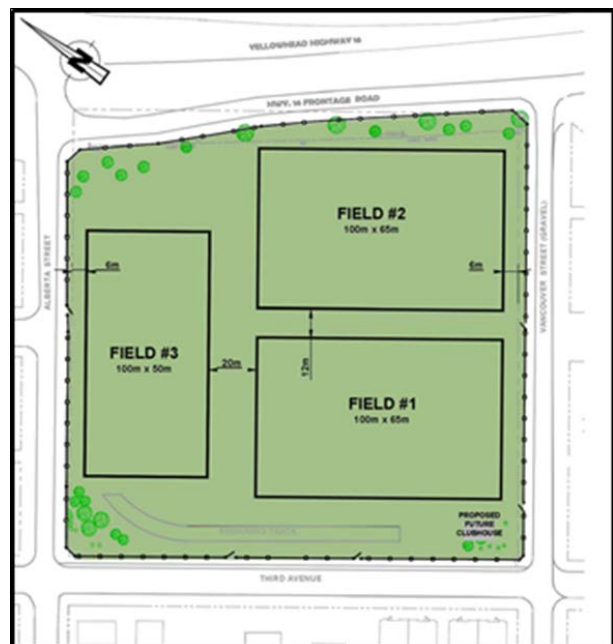 YELLOWHEAD HIGHWAY 16
HWY. 16 FRONTAGE ROAD
N
FIELD #2
100m x 65m
ALBERTA STREET
6m
6m
VANCOUVER STREET (GRAVEL)
FIELD #3
100m x 50m
20m
12m
FIELD #1
100m x 65m
PROPOSED
FUTURE
CLUBHOUSE
THIRD AVENUE